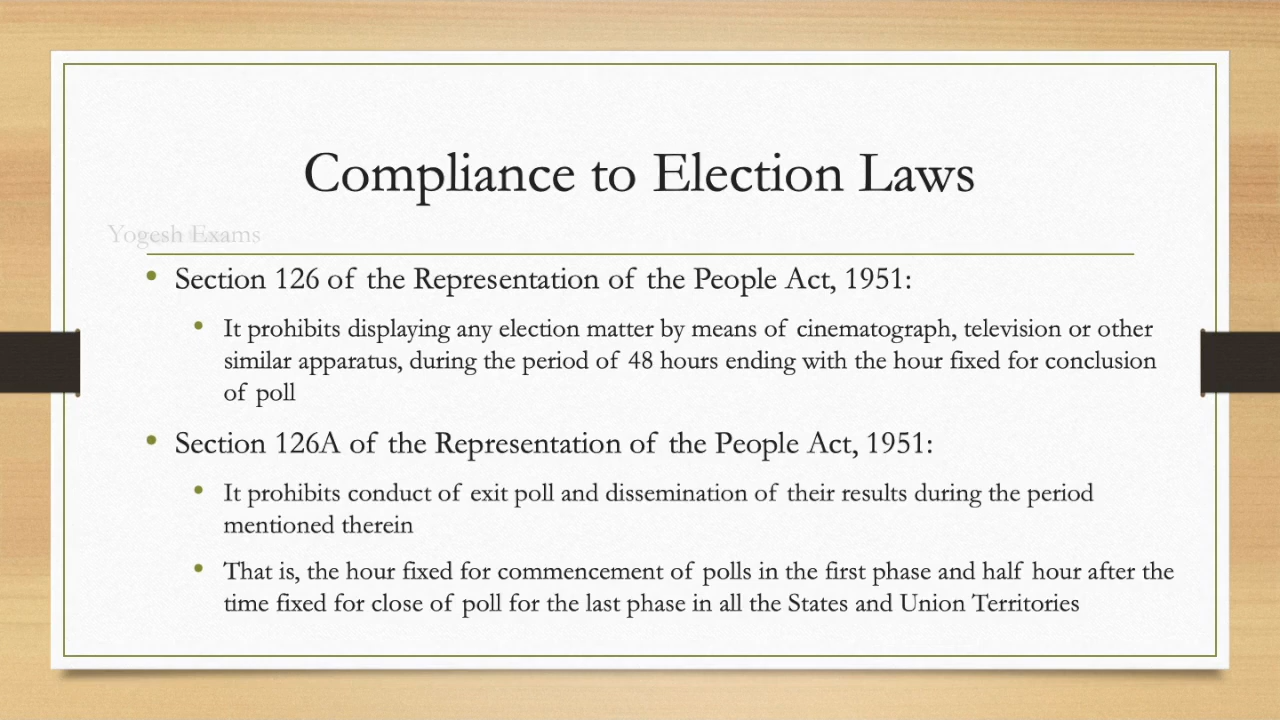 Compliance to Election Laws
Yogesh Exams
• Section 126 of the Representation of the People Act, 1951:
• It prohibits displaying any election matter by means of cinematograph, television or other
similar apparatus, during the period of 48 hours ending with the hour fixed for conclusion
of poll
• Section 126A of the Representation of the People Act, 1951:
• It prohibits conduct of exit poll and dissemination of their results during the period
mentioned therein
• That is, the hour fixed for commencement of polls in the first phase and half hour after the
time fixed for close of poll for the last phase in all the States and Union Territories